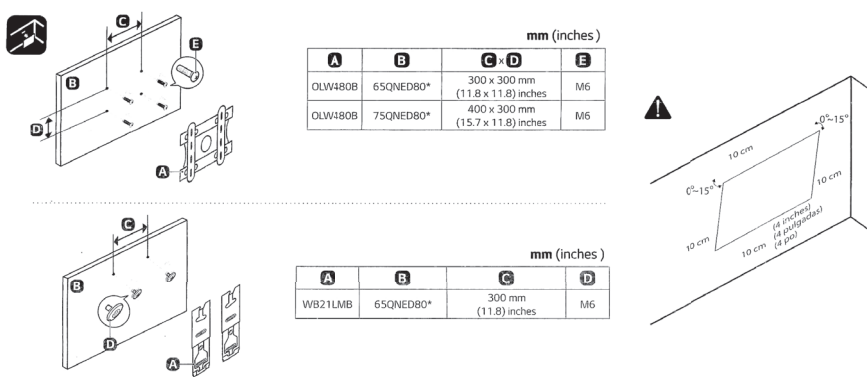 C
B
E
D
A
mm (inches)
A B C x D E
OLW480B 65QNED80* 300 x 300 mm (11.8 x 11.8) inches M6
OLW480B 75QNED80* 400 x 300 mm (15.7 x 11.8) inches M6
0°~15°
10 cm
0°~15°
10 cm
10 cm
10 cm
(4 inches)
(4 pulgadas)
(4 po)
C
B
D
A
mm (inches)
A B C D
WB21LMB 65QNED80* 300 mm (11.8) inches M6